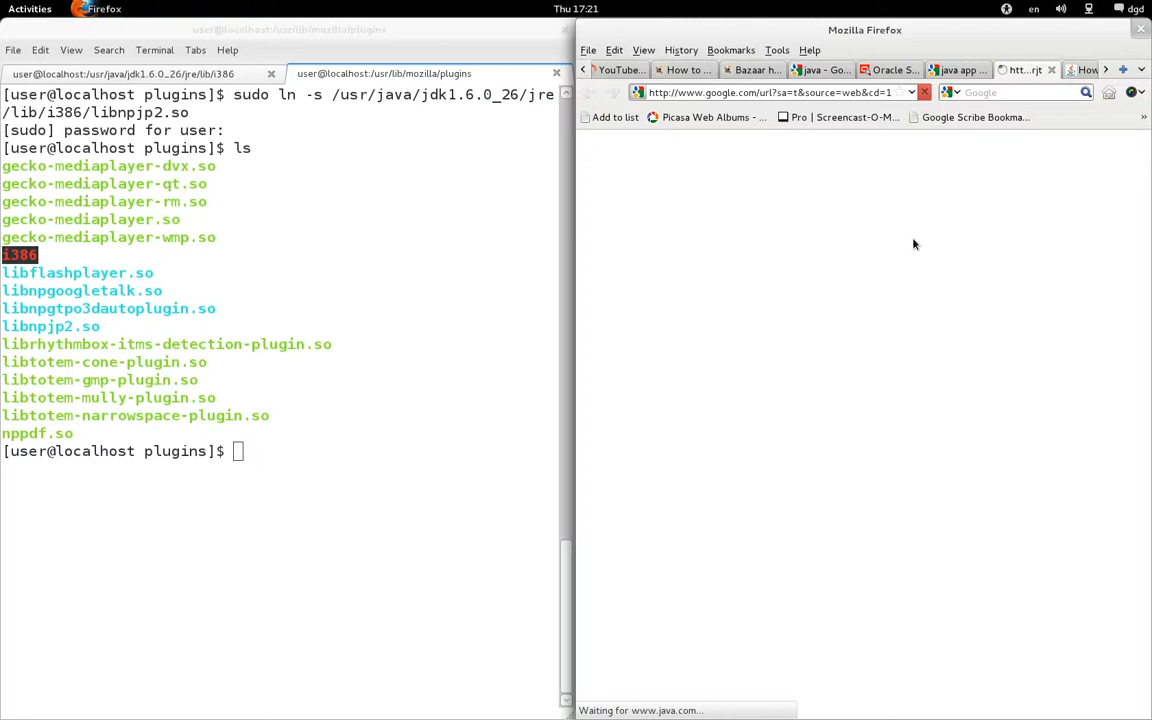 Activities Firefox Thu 17:21 en dgd
user@localhost:/usr/lib/mozilla/plugins
File Edit View Search Terminal Tabs Help
user@localhost:/usr/java/jdk1.6.0_26/jre/lib/i386 user@localhost:/usr/lib/mozilla/plugins
[user@localhost plugins]$ sudo ln -s /usr/java/jdk1.6.0_26/jre
/lib/i386/libnpjp2.so
[sudo] password for user:
[user@localhost plugins]$ ls
gecko-mediaplayer-dvx.so
gecko-mediaplayer-qt.so
gecko-mediaplayer-rm.so
gecko-mediaplayer.so
gecko-mediaplayer-wmp.so
i386
libflashplayer.so
libnpgoogletalk.so
libnpgtpo3dautoplugin.so
libnpjp2.so
librhythmbox-itms-detection-plugin.so
libtotem-cone-plugin.so
libtotem-gmp-plugin.so
libtotem-mully-plugin.so
libtotem-narrowspace-plugin.so
nppdf.so
[user@localhost plugins]$
Mozilla Firefox
File Edit View History Bookmarks Tools Help
YouTube... How to ... Bazaar h... java - Go... Oracle S... java app ... htt...rjt How
http://www.google.com/url?sa=t&source=web&cd=1 Google
Add to list Picasa Web Albums - ... Pro | Screencast-O-M... Google Scribe Bookma... »
Waiting for www.java.com...